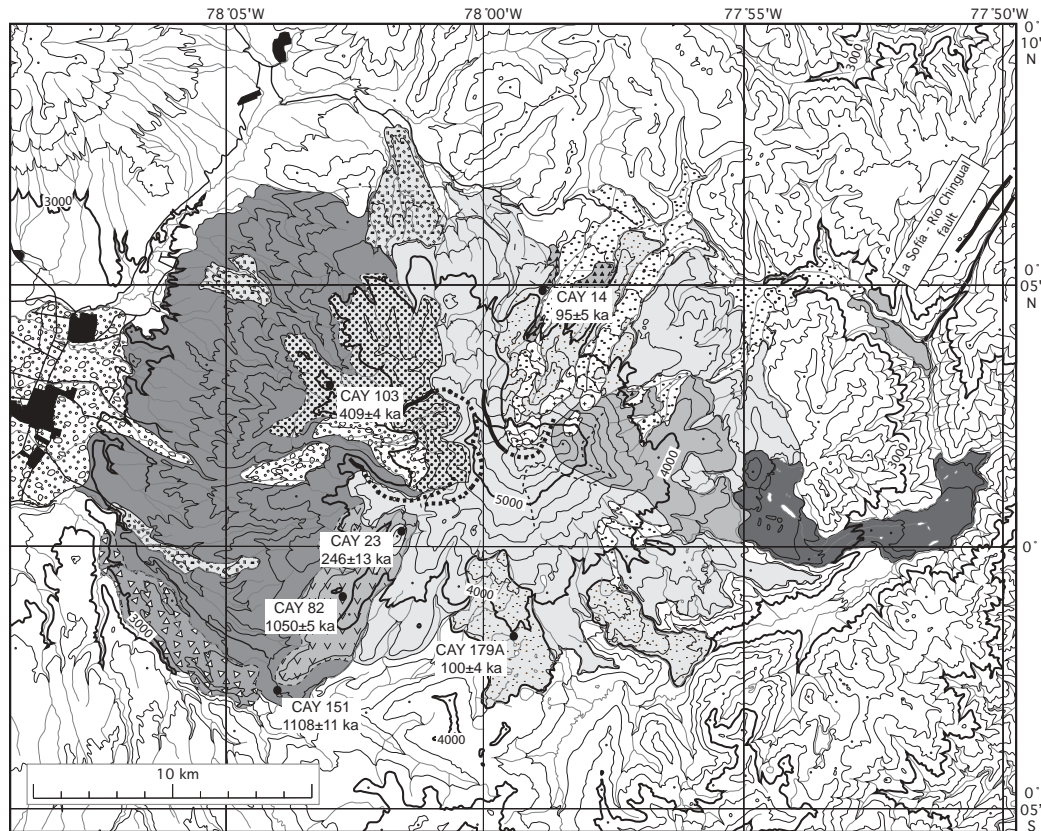 78˚05'W
78˚00'W
77˚55'W
77˚50'W
0˚
10'
N
3000
3000
La Sofía - Río Chingual
fault
0˚
05'
N
CAY 14
95±5 ka
CAY 103
409±4 ka
4000
3000
5000
CAY 23
246±13 ka
0˚
4000
CAY 82
1050±5 ka
3000
CAY 179A
100±4 ka
CAY 151
1108±11 ka
4000
3000
10 km
0˚
05'
S